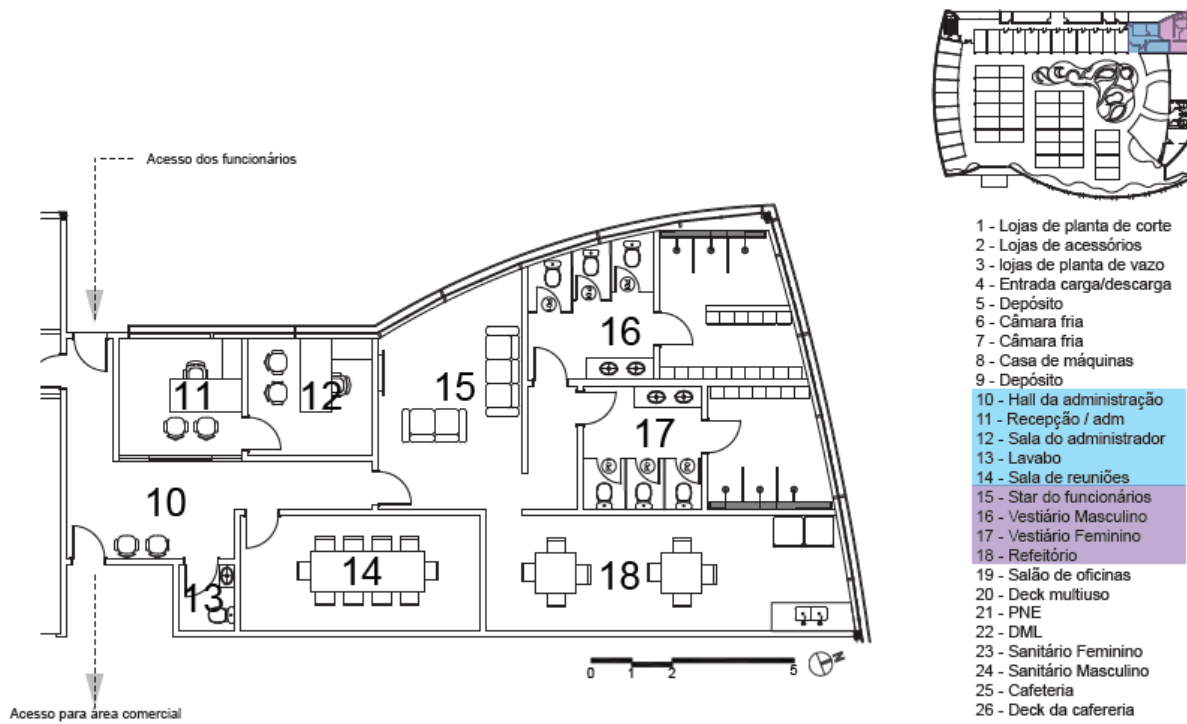 Acesso dos funcionários
11
12
15
16
17
10
13
14
18
0 1 2 5
N
Acesso para área comercial
1 - Lojas de planta de corte
2 - Lojas de acessórios
3 - lojas de planta de vazo
4 - Entrada carga/descarga
5 - Depósito
6 - Câmara fria
7 - Câmara fria
8 - Casa de máquinas
9 - Depósito
10 - Hall da administração
11 - Recepção / adm
12 - Sala do administrador
13 - Lavabo
14 - Sala de reuniões
15 - Star do funcionários
16 - Vestiário Masculino
17 - Vestiário Feminino
18 - Refeitório
19 - Salão de oficinas
20 - Deck multiuso
21 - PNE
22 - DML
23 - Sanitário Feminino
24 - Sanitário Masculino
25 - Cafeteria
26 - Deck da cafereria